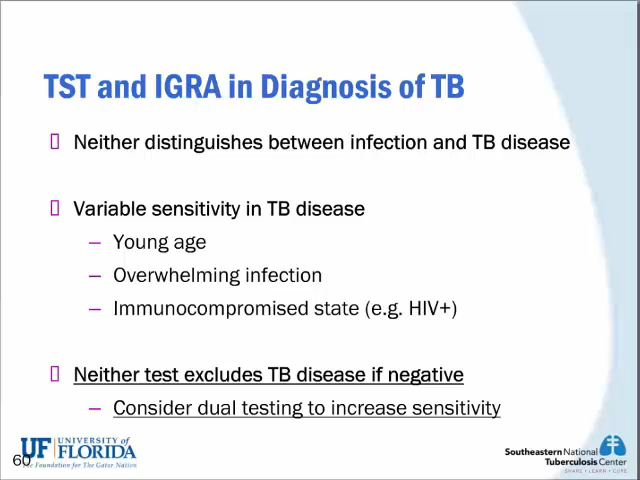 TST and IGRA in Diagnosis of TB
Neither distinguishes between infection and TB disease
Variable sensitivity in TB disease
– Young age
– Overwhelming infection
– Immunocompromised state (e.g. HIV+)
Neither test excludes TB disease if negative
– Consider dual testing to increase sensitivity
60
UF UNIVERSITY of
FLORIDA
The Foundation for The Gator Nation
Southeastern National
Tuberculosis Center
SHARE • LEARN • CURE